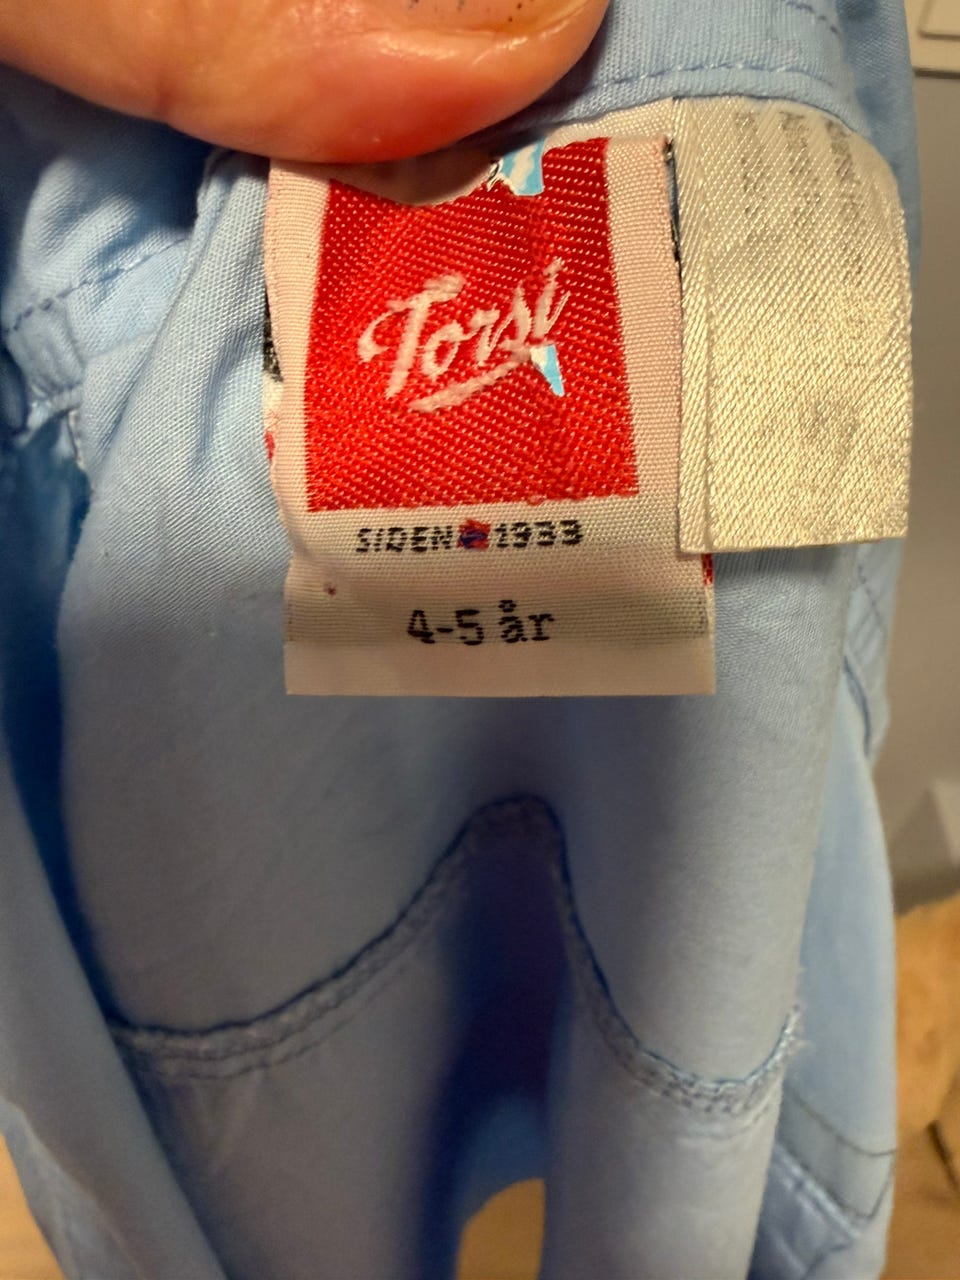 Torsi
SIDEN 1933
4-5 år